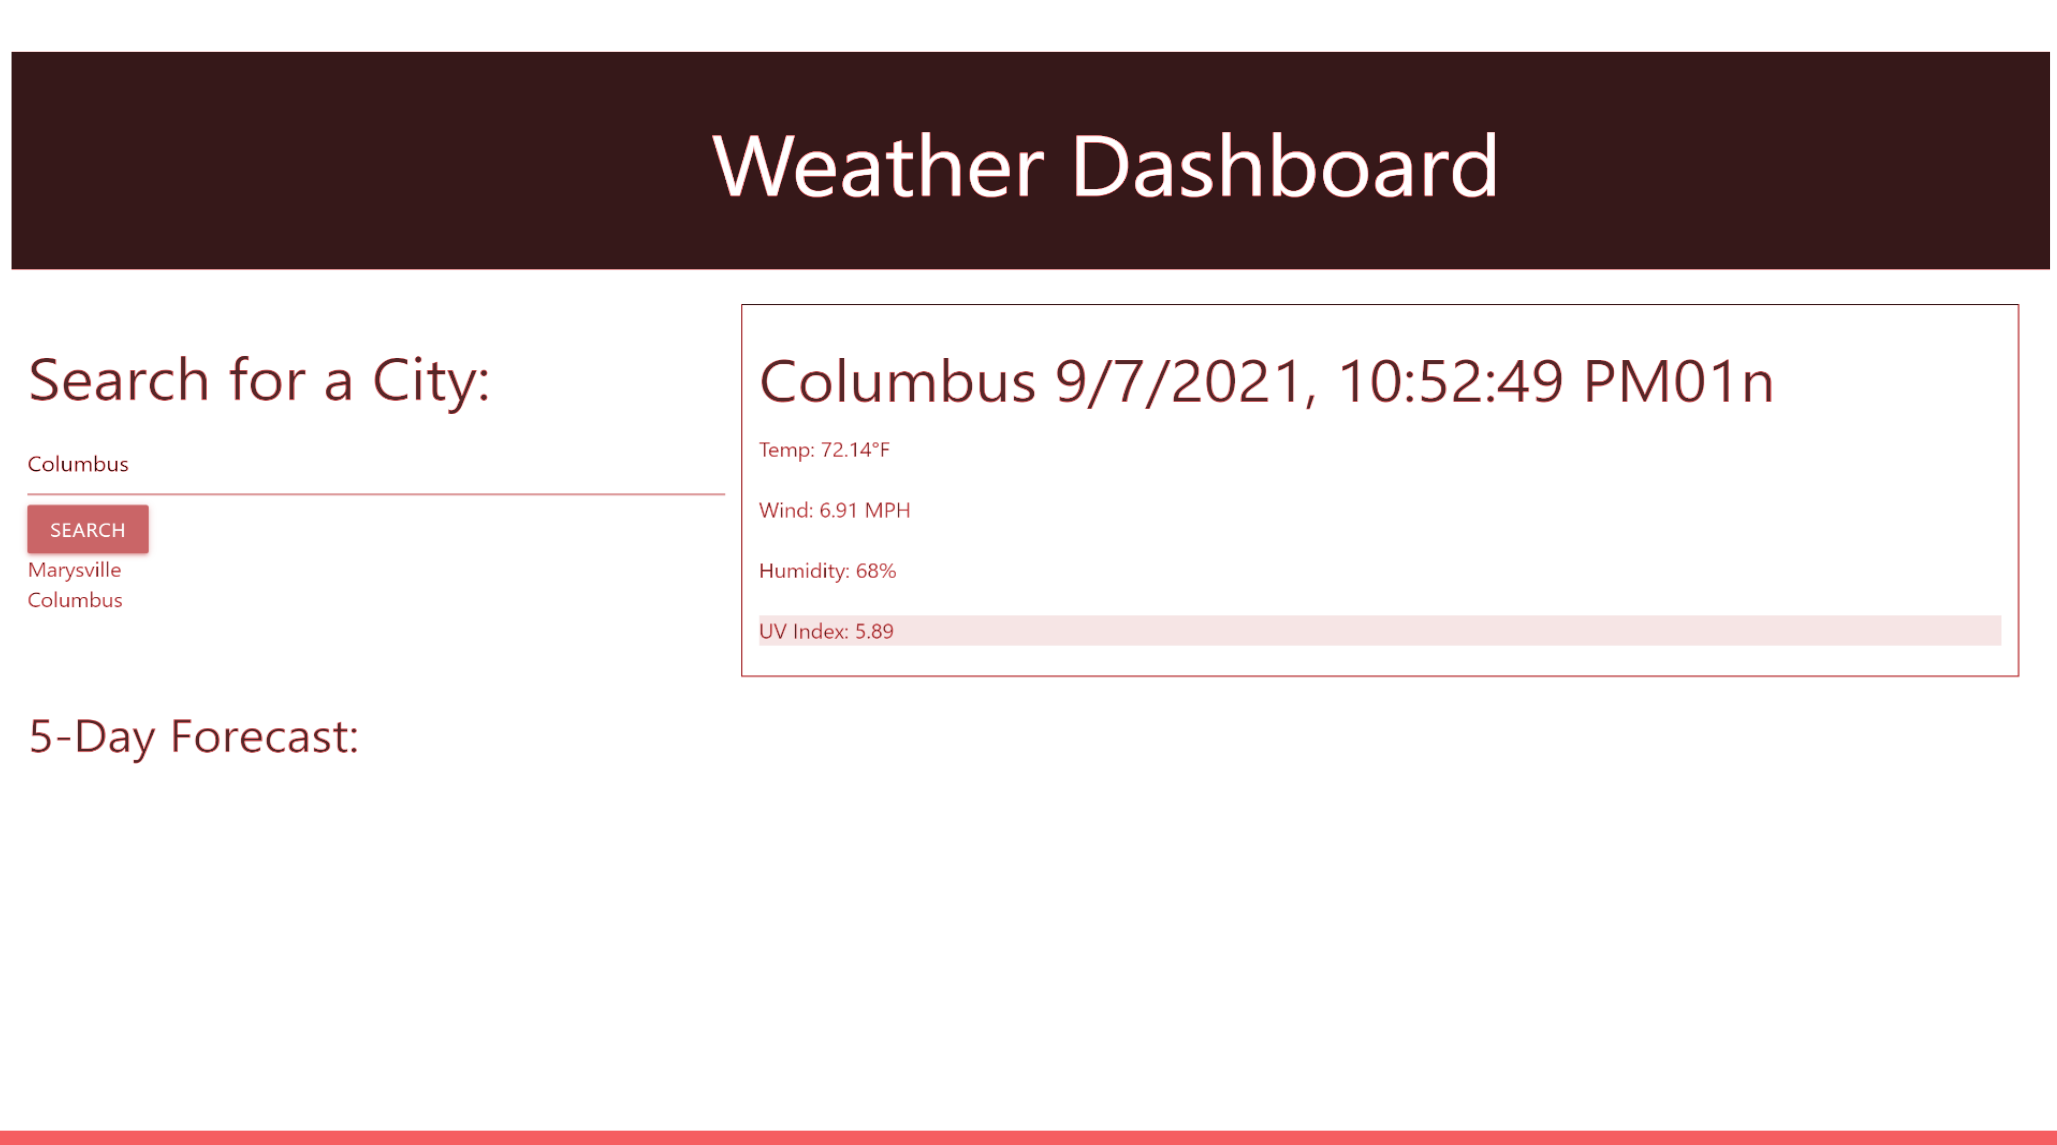 Weather Dashboard
Search for a City:
Columbus
SEARCH
Marysville
Columbus
Columbus 9/7/2021, 10:52:49 PM01n
Temp: 72.14°F
Wind: 6.91 MPH
Humidity: 68%
UV Index: 5.89
5-Day Forecast: